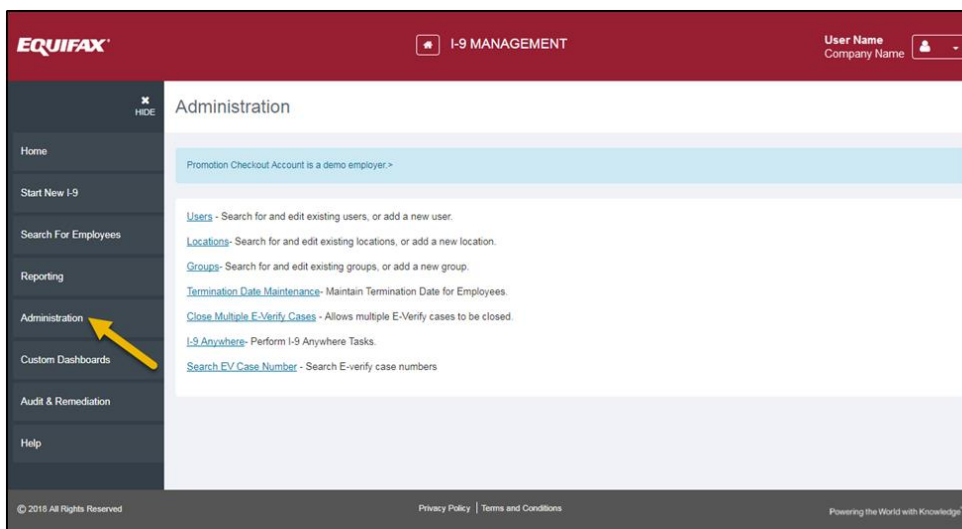 EQUIFAX
I-9 MANAGEMENT
User Name
Company Name
HIDE
Administration
Home
Start New I-9
Search For Employees
Reporting
Administration
Custom Dashboards
Audit & Remediation
Help
Promotion Checkout Account is a demo employer.>
Users - Search for and edit existing users, or add a new user.
Locations- Search for and edit existing locations, or add a new location.
Groups- Search for and edit existing groups, or add a new group.
Termination Date Maintenance- Maintain Termination Date for Employees.
Close Multiple E-Verify Cases - Allows multiple E-Verify cases to be closed.
I-9 Anywhere- Perform I-9 Anywhere Tasks.
Search EV Case Number - Search E-verify case numbers
© 2018 All Rights Reserved
Privacy Policy | Terms and Conditions
Powering the World with Knowledge